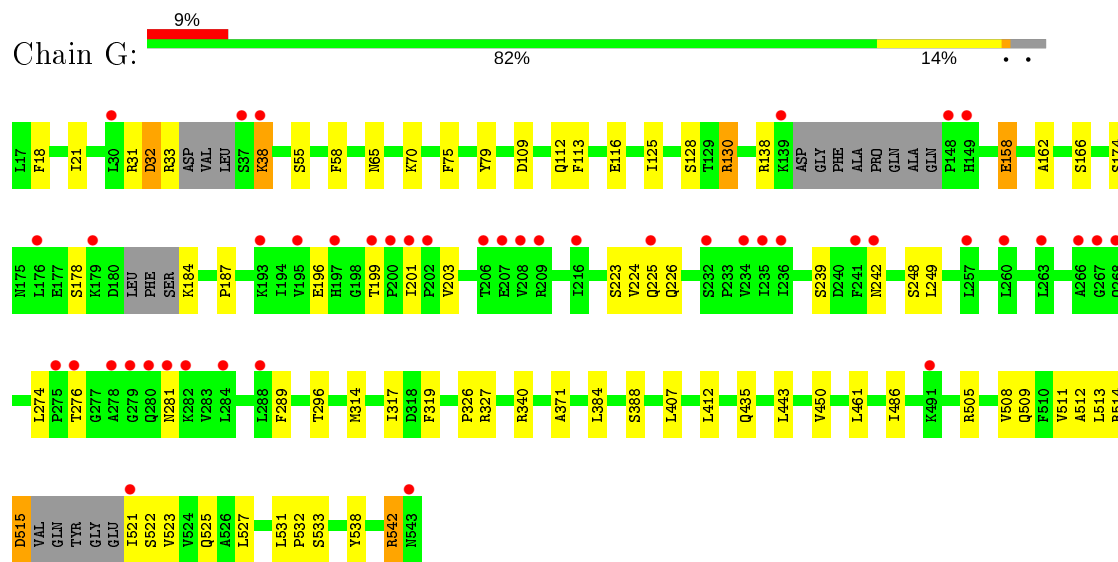 9%
Chain G:
82% 14% • •
L17 F18 I21 L30 R31 D32 R33 ASP VAL LEU S37 K38 S55 F58 N65 K70 F75 Y79 D109 Q112 F113 E116 I125 S128 T129 R130 R138 K139 ASP GLY PHE ALA PRO GLN ALA GLN P148 H149 E158 A162 S166 S174
N175 L176 E177 S178 K179 D180 LEU PHE SER K184 P187 K193 I194 V195 E196 H197 G198 T199 P200 I201 P202 V203 T206 E207 V208 R209 I216 S223 V224 Q225 Q226 S232 P233 V234 I235 I236 S239 D240 F241 N242 S248 L249 L257 L260 L263 A266 G267 Q268
L274 P275 T276 G277 A278 G279 Q280 N281 K282 V283 L284 L288 F289 T296 M314 I317 D318 F319 P326 R327 R340 A371 L384 S388 L407 L412 Q435 L443 V450 L461 I486 K491 R505 V508 Q509 F510 V511 A512 L513 R514
D515 VAL GLN TYR GLY GLU I521 S522 V523 V524 Q525 A526 L527 L531 P532 S533 Y538 R542 N543